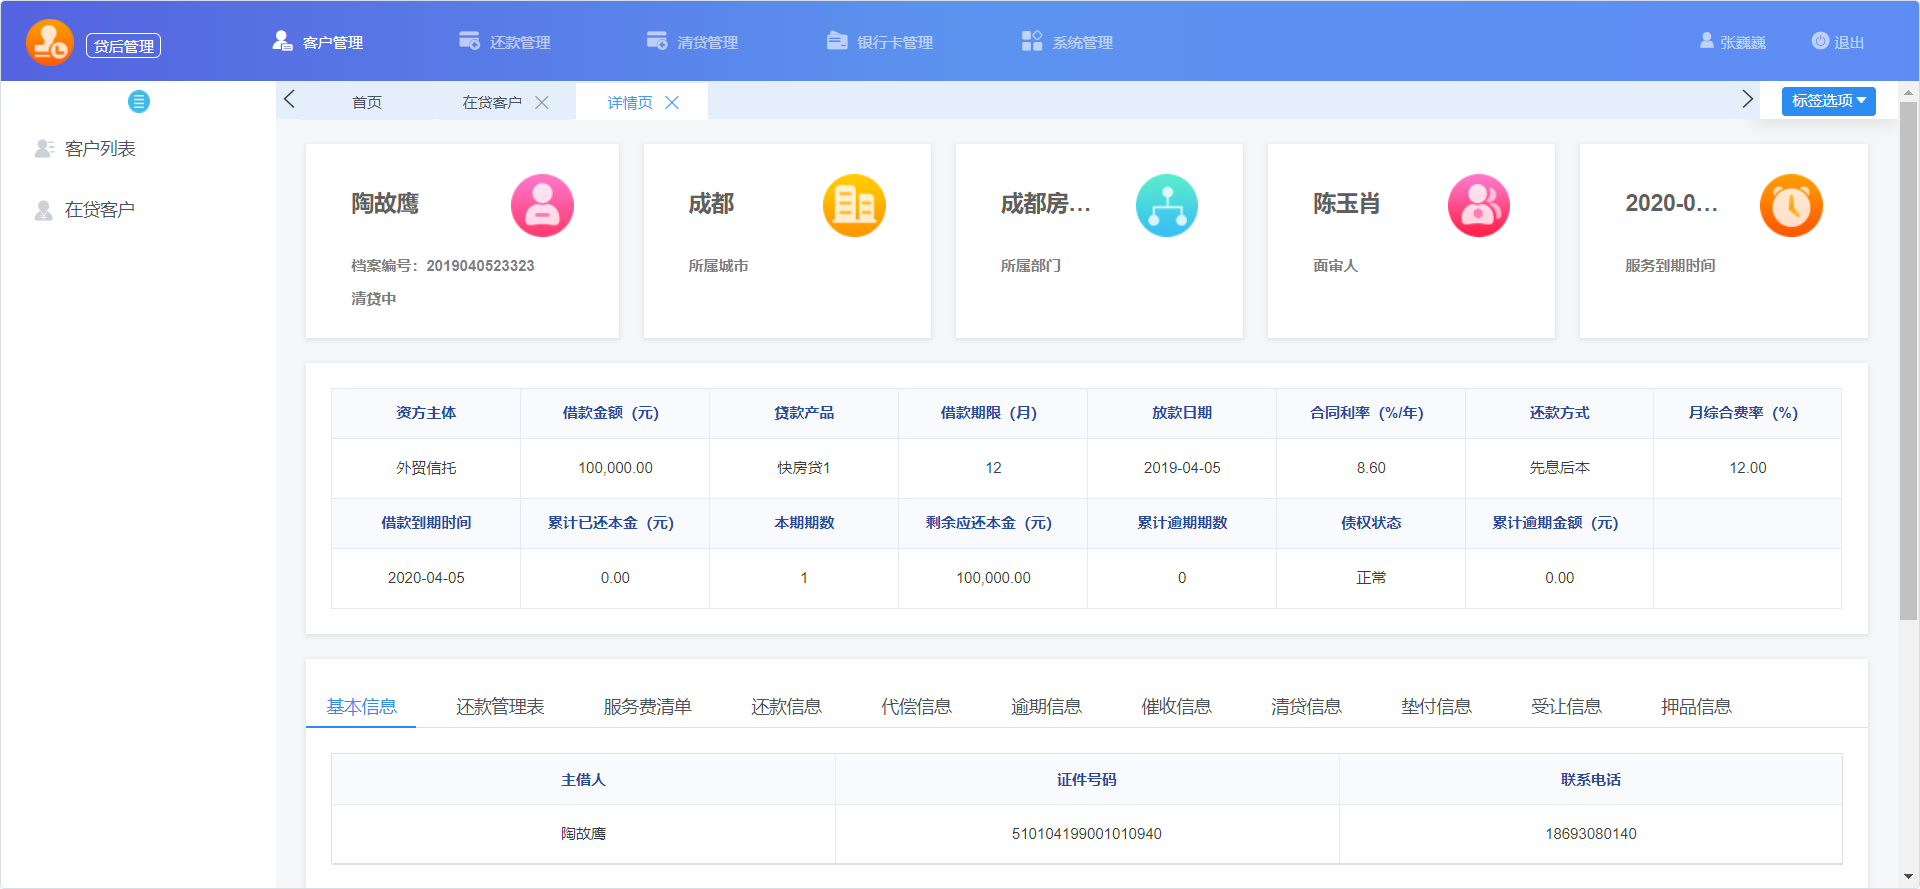 贷后管理
客户管理
还款管理
清贷管理
银行卡管理
系统管理
张巍巍
退出
首页
在贷客户
详情页
标签选项
客户列表
在贷客户
陶故鹰
档案编号：2019040523323
清贷中
成都
所属城市
成都房...
所属部门
陈玉肖
面审人
2020-0...
服务到期时间
资方主体 借款金额（元） 贷款产品 借款期限（月） 放款日期 合同利率（%/年） 还款方式 月综合费率（%）
外贸信托 100,000.00 快房贷1 12 2019-04-05 8.60 先息后本 12.00
借款到期时间 累计已还本金（元） 本期期数 剩余应还本金（元） 累计逾期期数 债权状态 累计逾期金额（元）
2020-04-05 0.00 1 100,000.00 0 正常 0.00
基本信息 还款管理表 服务费清单 还款信息 代偿信息 逾期信息 催收信息 清贷信息 垫付信息 受让信息 押品信息
主借人 证件号码 联系电话
陶故鹰 510104199001010940 18693080140